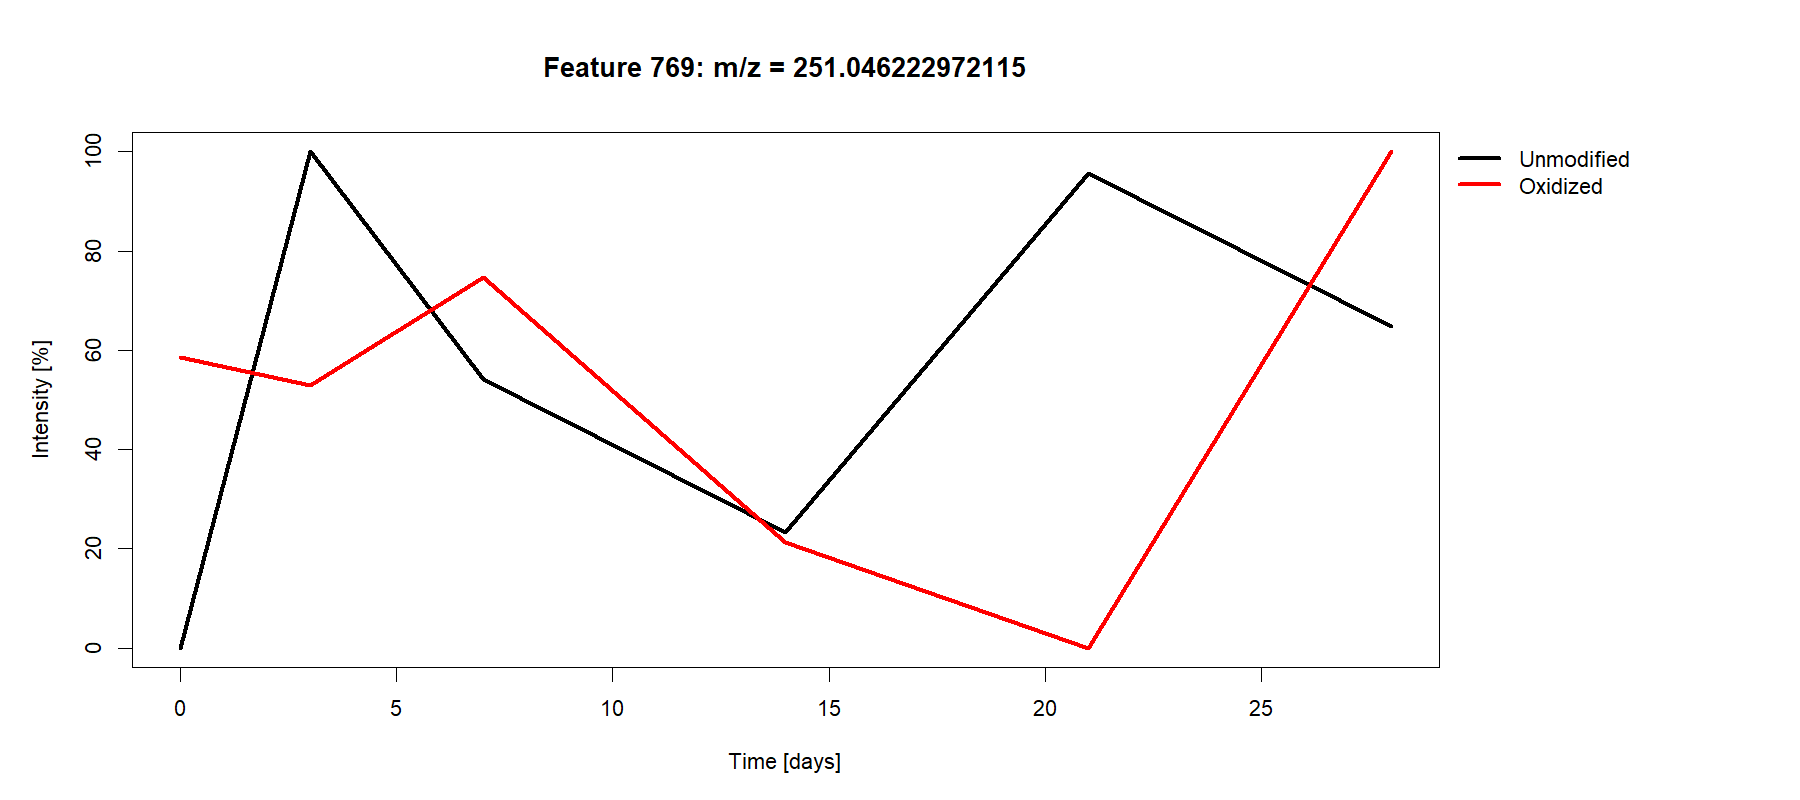 Feature 769: m/z = 251.046222972115
Unmodified
Oxidized
Intensity [%]
100
80
60
40
20
0
0 5 10 15 20 25
Time [days]